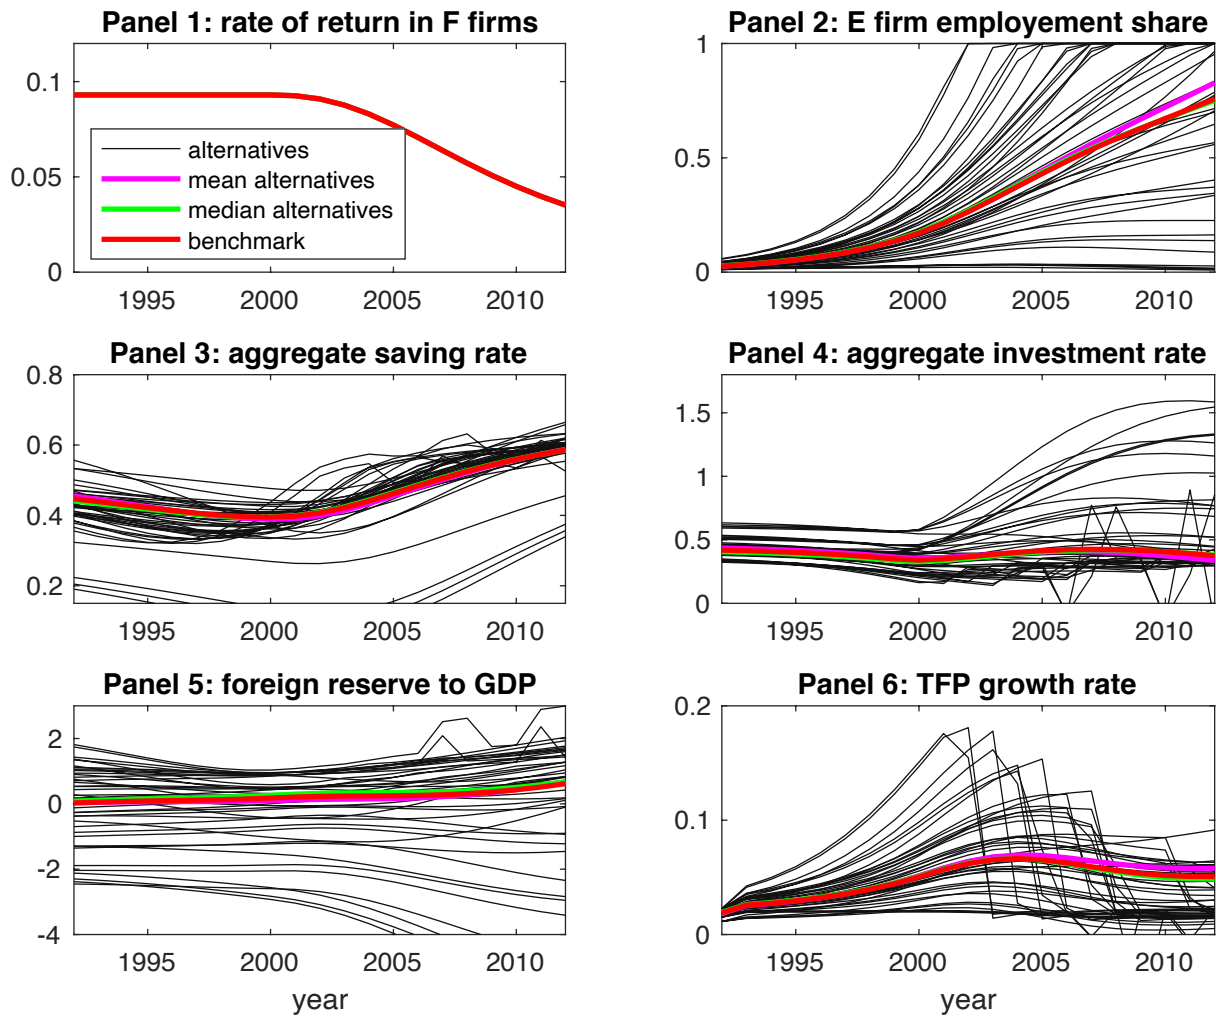 Panel 1: rate of return in F firms
0.1
0.05
0
alternatives
mean alternatives
median alternatives
benchmark
1995 2000 2005 2010
Panel 2: E firm employement share
1
0.5
0
1995 2000 2005 2010
Panel 3: aggregate saving rate
0.8
0.6
0.4
0.2
1995 2000 2005 2010
Panel 4: aggregate investment rate
1.5
1
0.5
0
1995 2000 2005 2010
Panel 5: foreign reserve to GDP
2
0
-2
-4
1995 2000 2005 2010
year
Panel 6: TFP growth rate
0.2
0.1
0
1995 2000 2005 2010
year